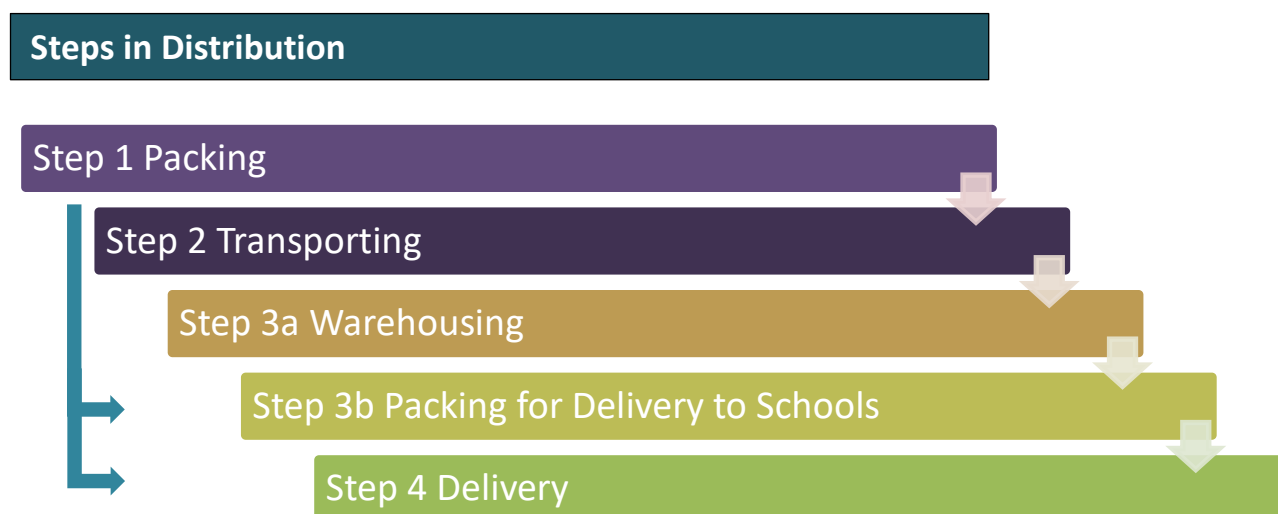 Steps in Distribution
Step 1 Packing
Step 2 Transporting
Step 3a Warehousing
Step 3b Packing for Delivery to Schools
Step 4 Delivery